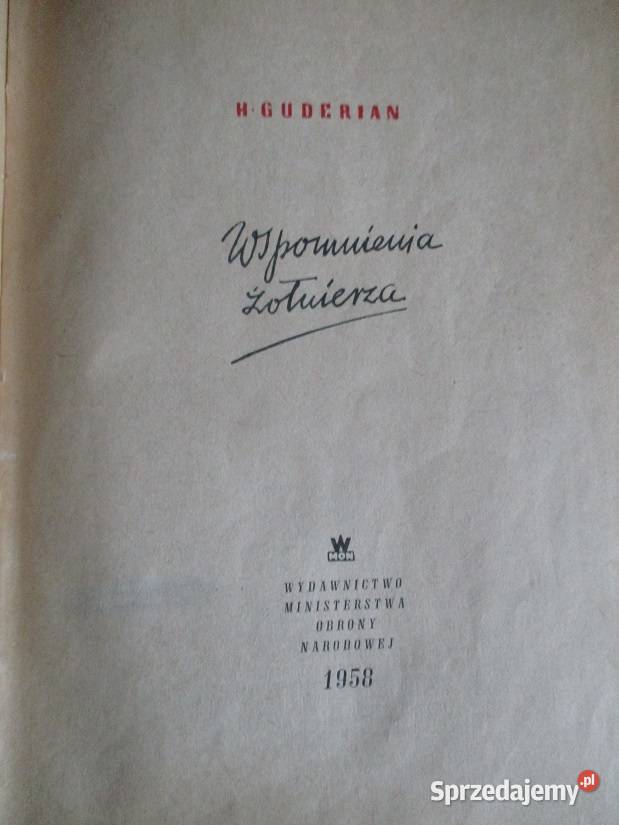 H·GUDERIAN
Wspomnienia
żołnierza
W
MON
WYDAWNICTWO
MINISTERSTWA
OBRONY
NARODOWEJ
1958
Sprzedajemy.pl